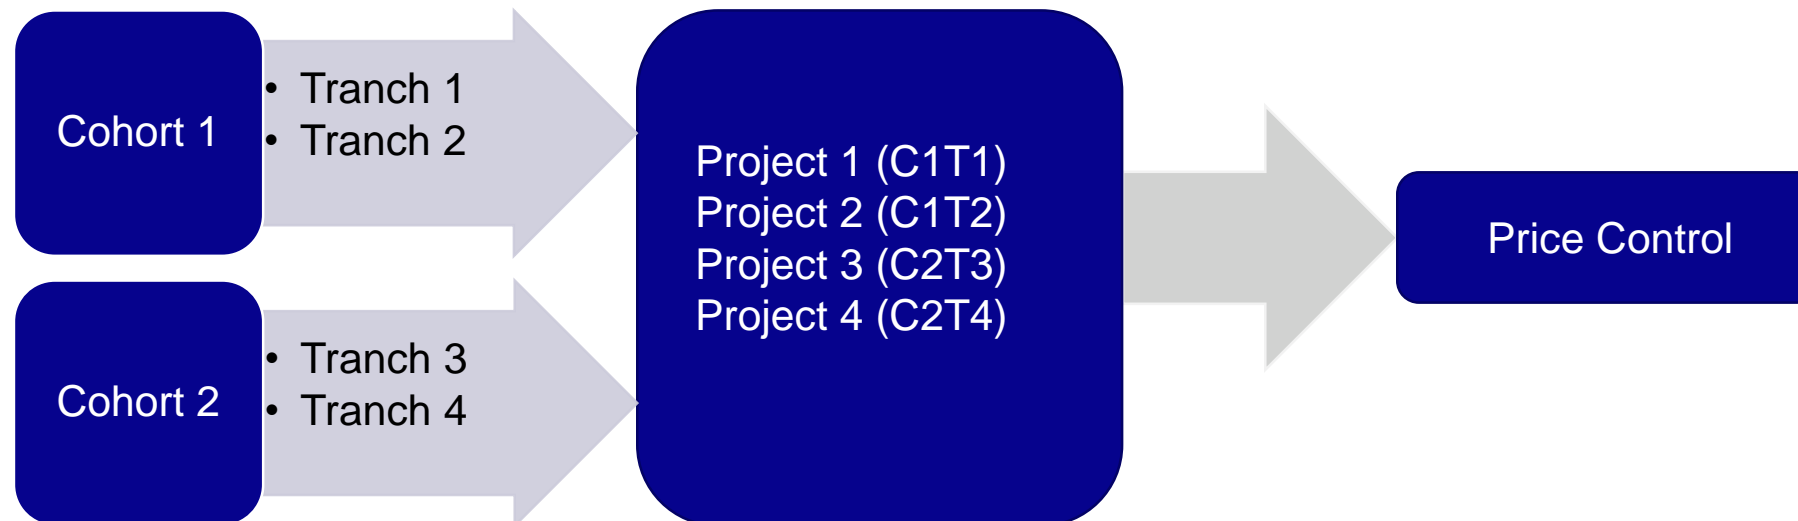 Cohort 1
• Tranch 1
• Tranch 2
Cohort 2
• Tranch 3
• Tranch 4
Project 1 (C1T1)
Project 2 (C1T2)
Project 3 (C2T3)
Project 4 (C2T4)
Price Control